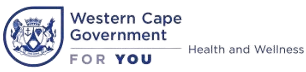 Western Cape
Government
FOR YOU
Health and Wellness